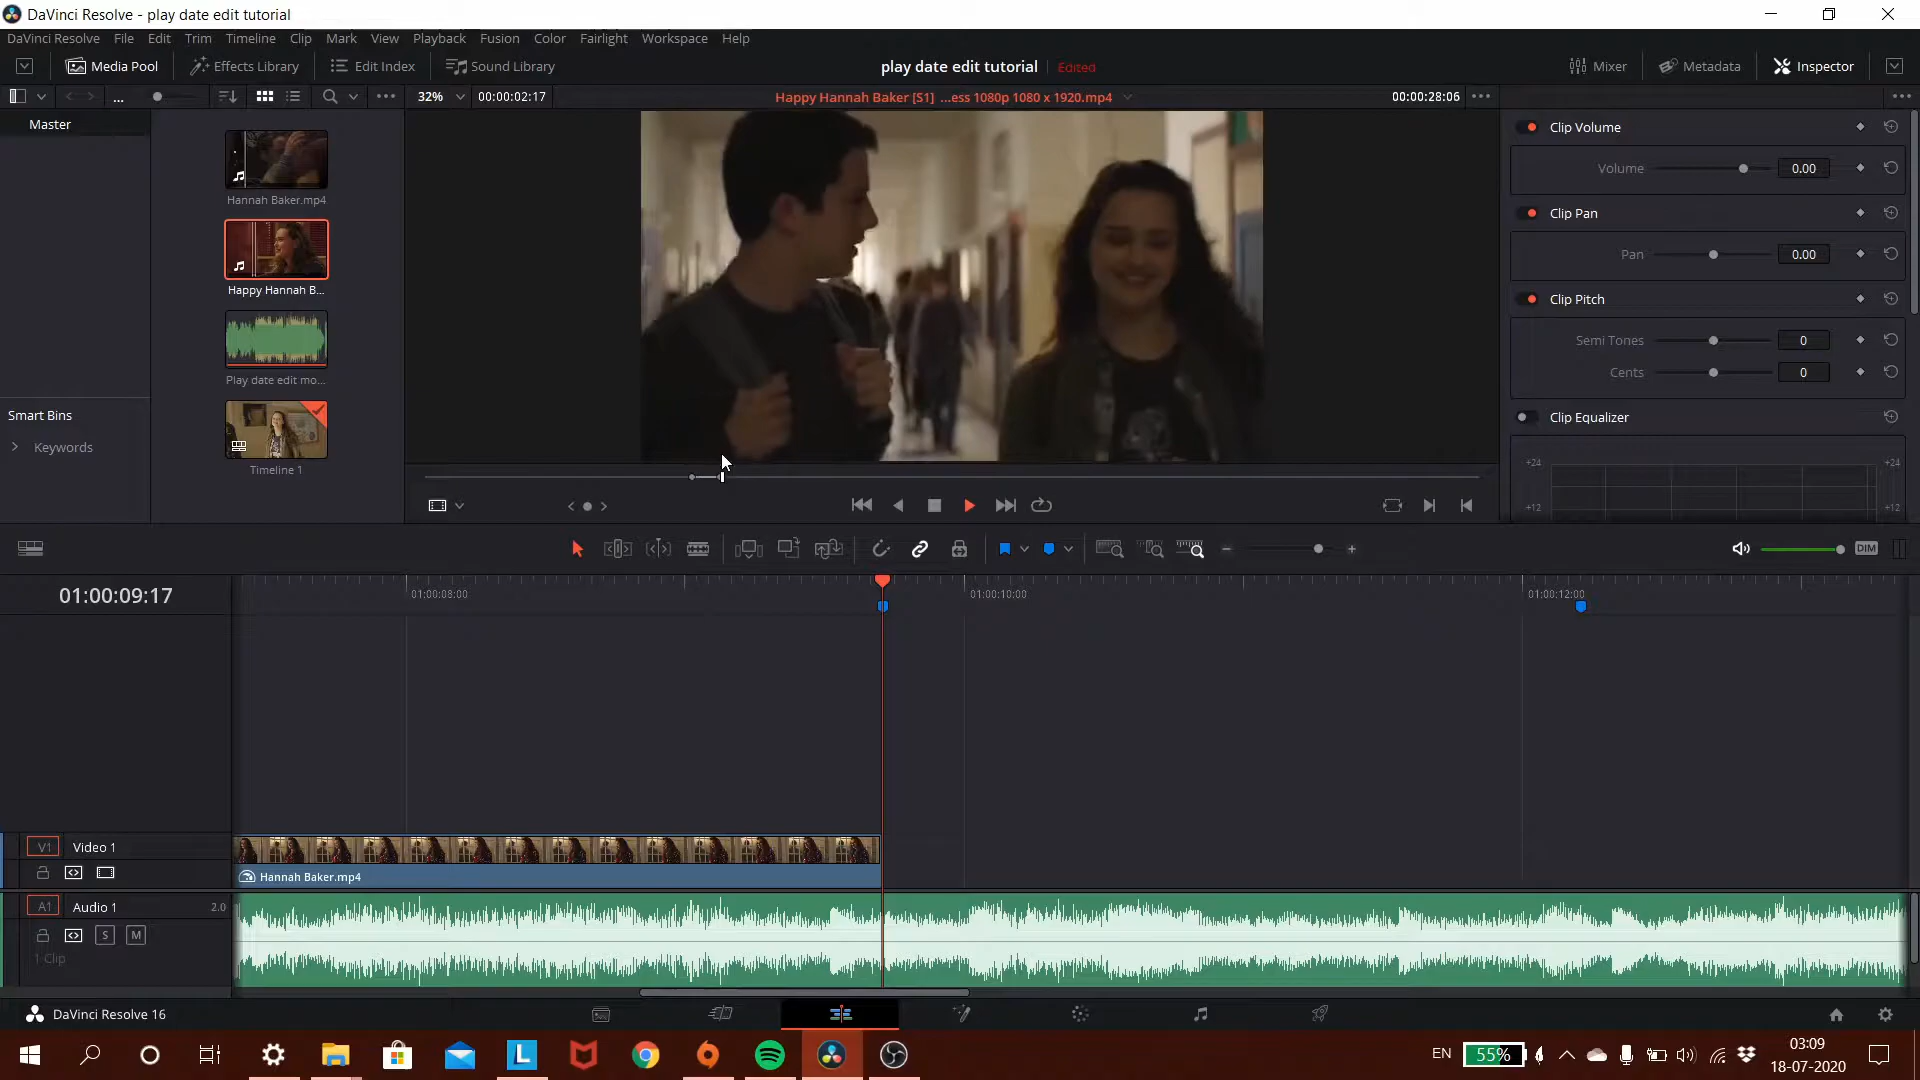 DaVinci Resolve - play date edit tutorial
DaVinci Resolve File Edit Trim Timeline Clip Mark View Playback Fusion Color Fairlight Workspace Help
Media Pool Effects Library Edit Index Sound Library play date edit tutorial Edited Mixer Metadata Inspector
... 32% 00:00:02:17 Happy Hannah Baker [S1] ...ess 1080p 1080 x 1920.mp4 00:00:28:06
Master
Hannah Baker.mp4
Happy Hannah B...
Play date edit mo...
Timeline 1
Smart Bins
Keywords
Clip Volume
Volume 0.00
Clip Pan
Pan 0.00
Clip Pitch
Semi Tones 0
Cents 0
Clip Equalizer
+24 +24
+12 +12
DIM
01:00:09:17
01:00:08:00 01:00:10:00 01:00:12:00
V1 Video 1
Hannah Baker.mp4
A1 Audio 1 2.0
S M
1 Clip
DaVinci Resolve 16
L
EN 55% 03:09
18-07-2020